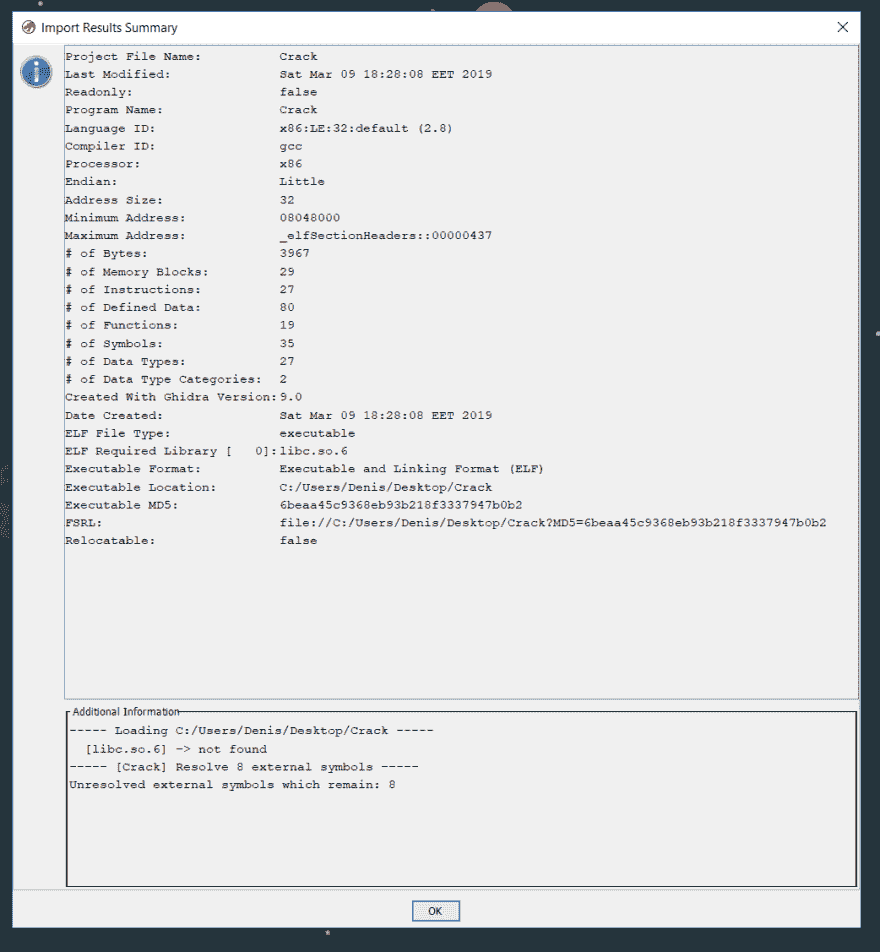 Import Results Summary
Project File Name: Crack
Last Modified: Sat Mar 09 18:28:08 EET 2019
Readonly: false
Program Name: Crack
Language ID: x86:LE:32:default (2.8)
Compiler ID: gcc
Processor: x86
Endian: Little
Address Size: 32
Minimum Address: 08048000
Maximum Address: _elfSectionHeaders::00000437
# of Bytes: 3967
# of Memory Blocks: 29
# of Instructions: 27
# of Defined Data: 80
# of Functions: 19
# of Symbols: 35
# of Data Types: 27
# of Data Type Categories: 2
Created With Ghidra Version: 9.0
Date Created: Sat Mar 09 18:28:08 EET 2019
ELF File Type: executable
ELF Required Library [ 0]: libc.so.6
Executable Format: Executable and Linking Format (ELF)
Executable Location: C:/Users/Denis/Desktop/Crack
Executable MD5: 6beaa45c9368eb93b218f3337947b0b2
FSRL: file://C:/Users/Denis/Desktop/Crack?MD5=6beaa45c9368eb93b218f3337947b0b2
Relocatable: false
Additional Information
----- Loading C:/Users/Denis/Desktop/Crack -----
[libc.so.6] -> not found
----- [Crack] Resolve 8 external symbols -----
Unresolved external symbols which remain: 8
OK